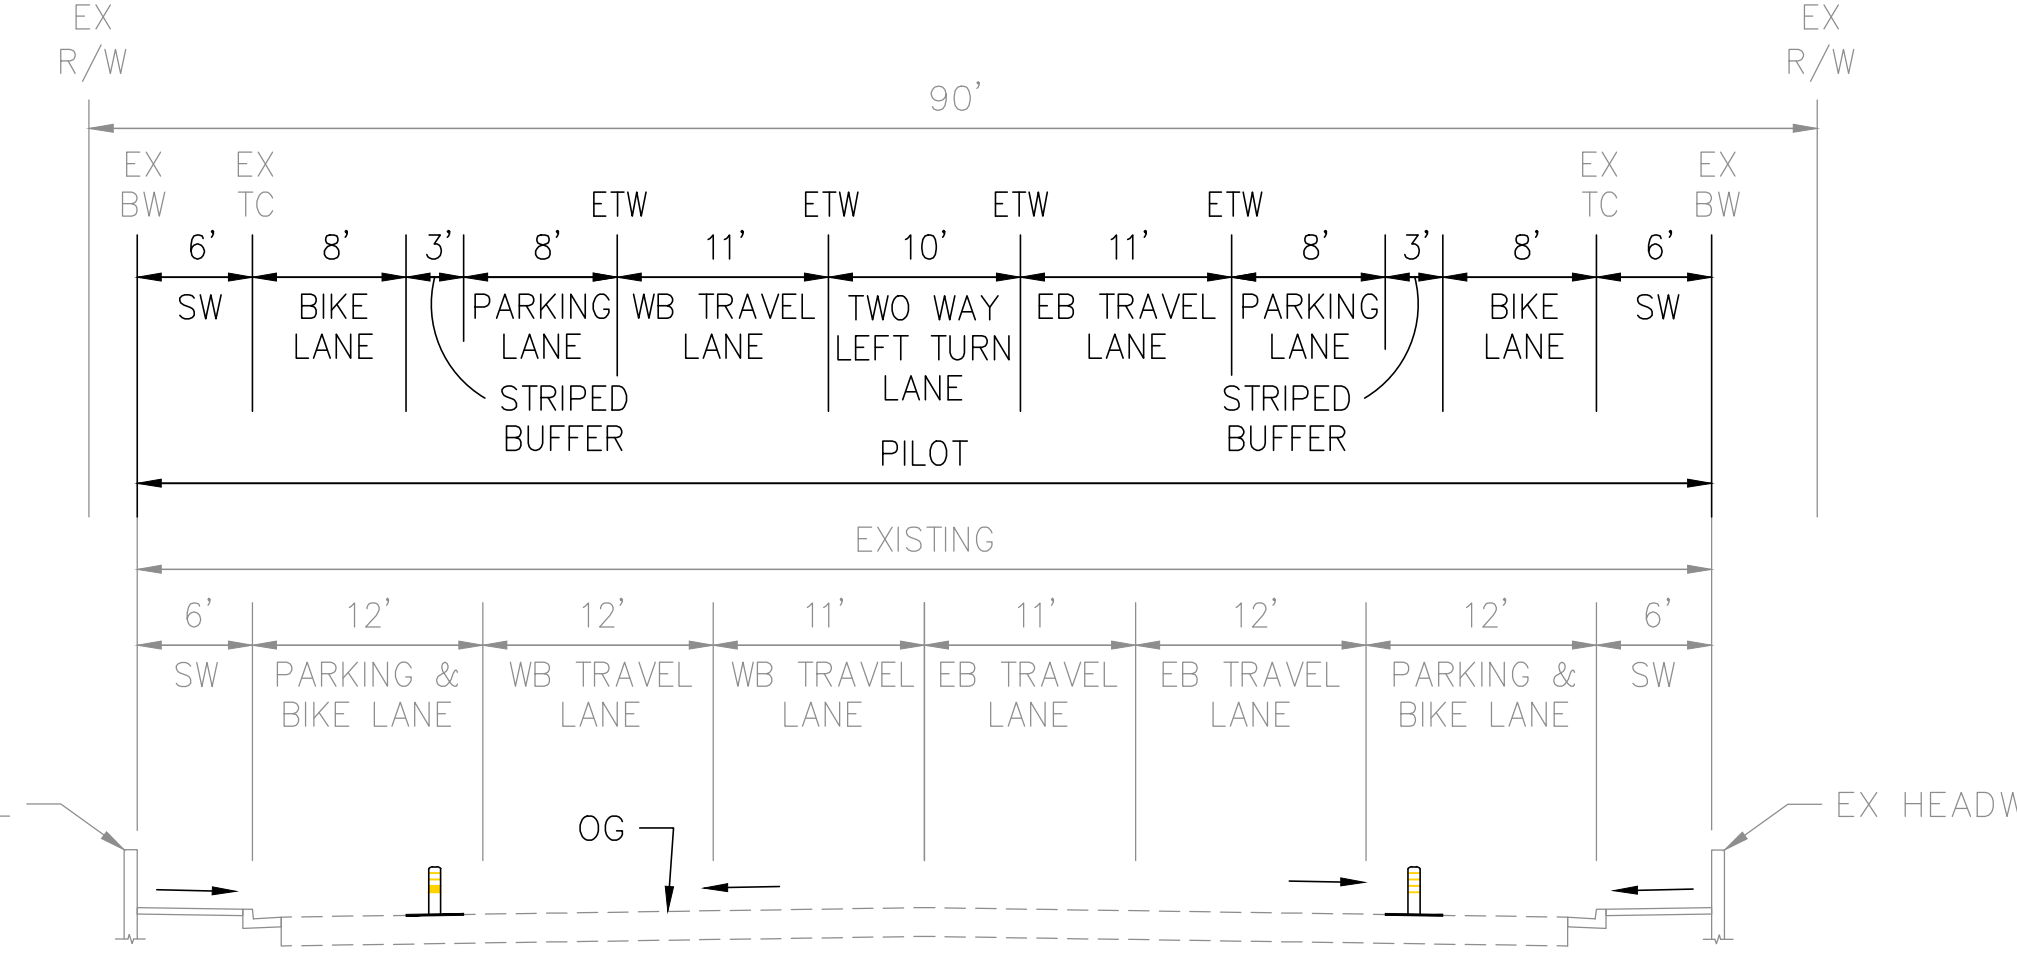 EX
R/W
EX
R/W
90'
EX
BW
EX
TC
EX
TC
EX
BW
ETW
ETW
ETW
ETW
6'
8'
3'
8'
11'
10'
11'
8'
3'
8'
6'
SW
BIKE
LANE
PARKING
LANE
WB TRAVEL
LANE
TWO WAY
LEFT TURN
LANE
EB TRAVEL
LANE
PARKING
LANE
BIKE
LANE
SW
STRIPED
BUFFER
STRIPED
BUFFER
PILOT
EXISTING
6'
12'
12'
11'
11'
12'
12'
6'
SW
PARKING &
BIKE LANE
WB TRAVEL
LANE
WB TRAVEL
LANE
EB TRAVEL
LANE
EB TRAVEL
LANE
PARKING &
BIKE LANE
SW
OG
EX HEADW